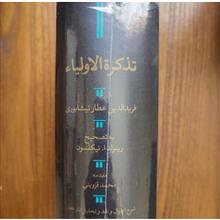 تذکرة الاولیاء
فریدالدین عطار نیشابوری
به تصحیح
رینولد ا. نیکلسون
مقدمه
محمد قزوینی